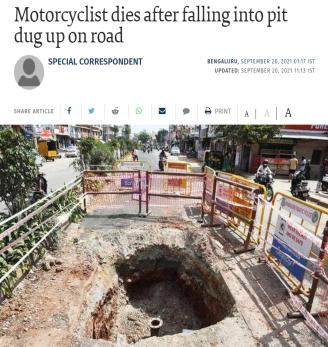 Motorcyclist dies after falling into pit
dug up on road
SPECIAL CORRESPONDENT
BENGALURU, SEPTEMBER 20, 2021 01:17 IST
UPDATED: SEPTEMBER 20, 2021 11:13 IST
SHARE ARTICLE
PRINT
A A A